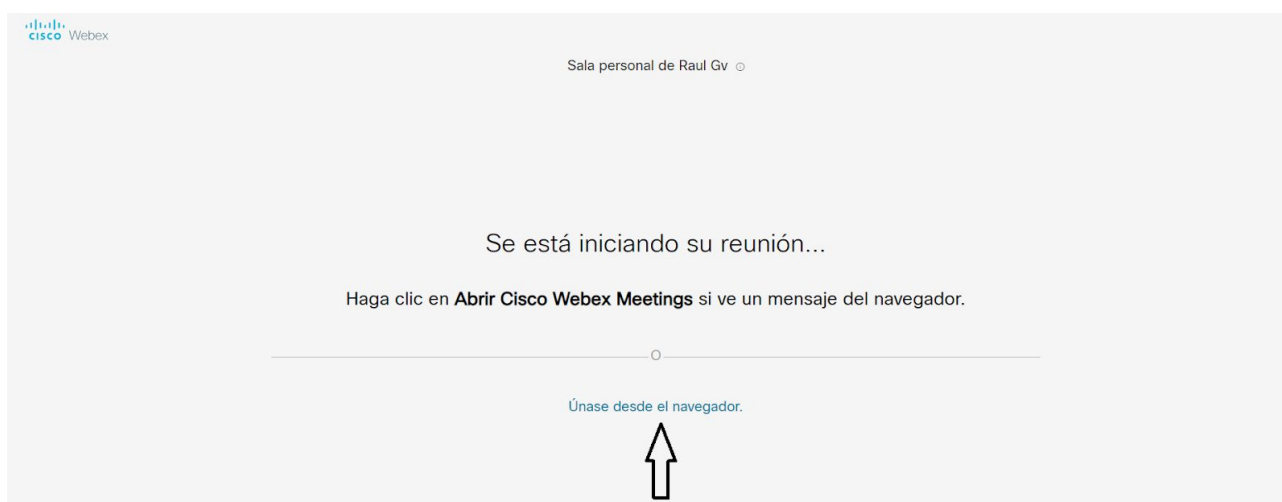 cisco Webex
Sala personal de Raul Gv
Se está iniciando su reunión...
Haga clic en Abrir Cisco Webex Meetings si ve un mensaje del navegador.
O
Únase desde el navegador.